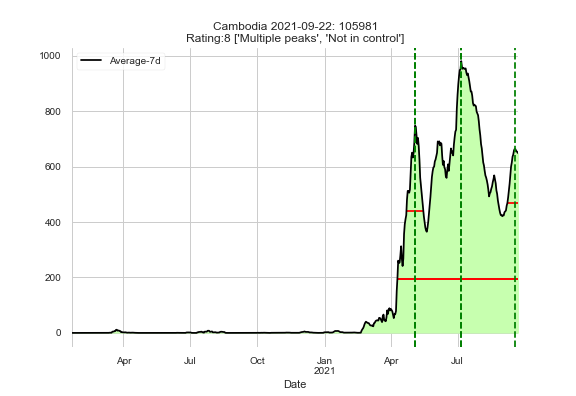 Cambodia 2021-09-22: 105981
Rating:8 ['Multiple peaks', 'Not in control']
Average-7d
1000
800
600
400
200
0
Apr Jul Oct Jan Apr Jul
2021
Date